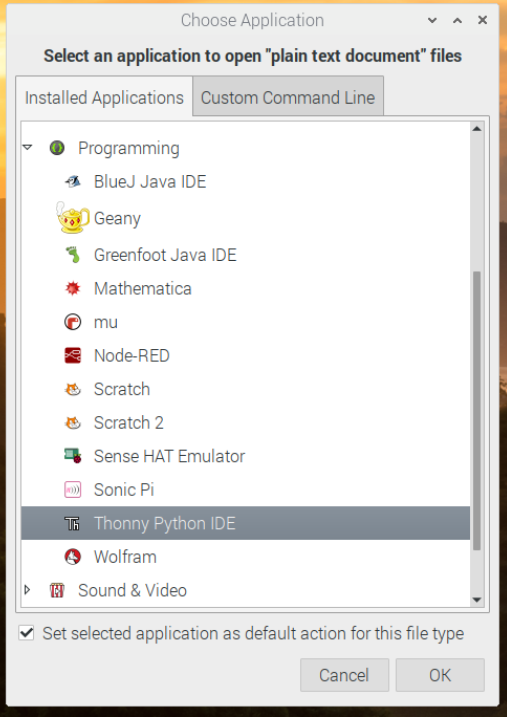 Choose Application
Select an application to open "plain text document" files
Installed Applications
Custom Command Line
Programming
BlueJ Java IDE
Geany
Greenfoot Java IDE
Mathematica
mu
Node-RED
Scratch
Scratch 2
Sense HAT Emulator
Sonic Pi
Th Thonny Python IDE
Wolfram
Sound & Video
Set selected application as default action for this file type
Cancel
OK